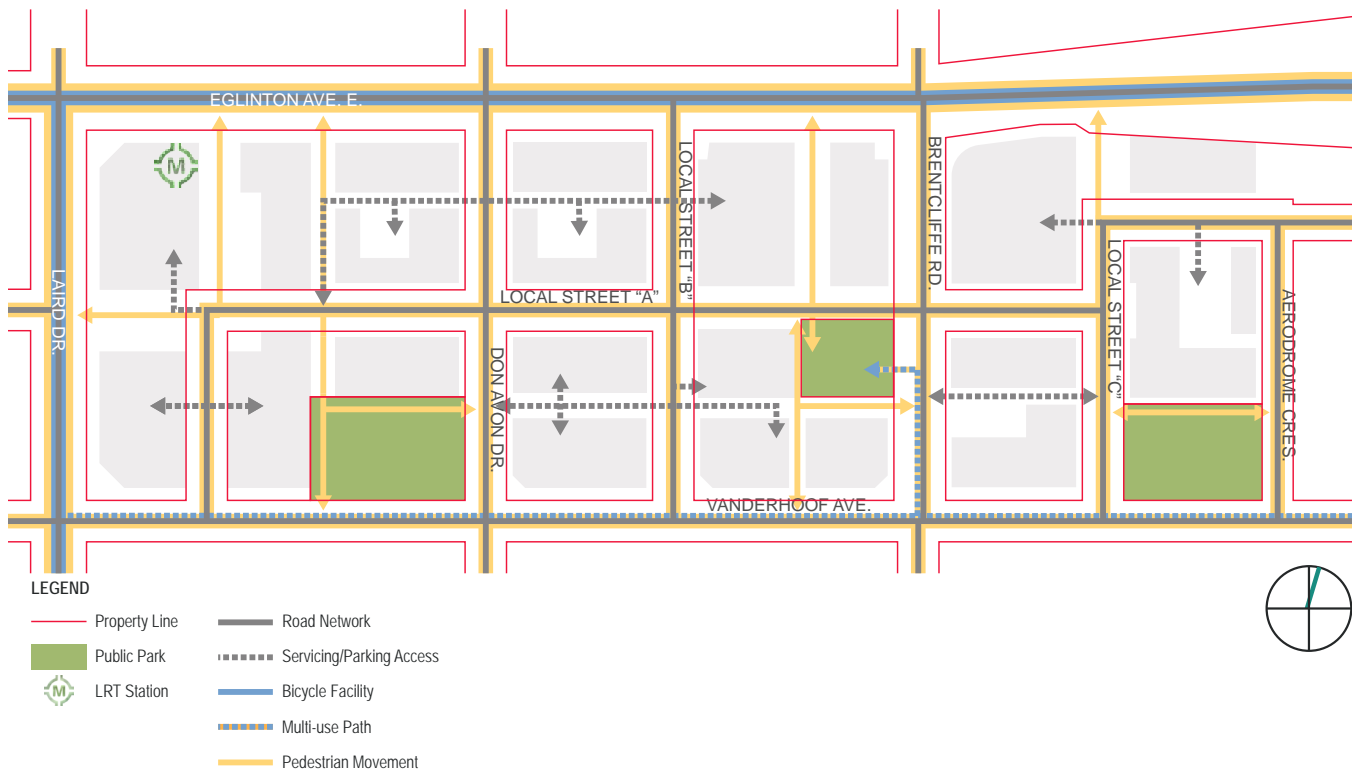 EGLINTON AVE. E.
M
LOCAL STREET "B"
BRENTCLIFFE RD.
LAIRD DR.
LOCAL STREET "A"
LOCAL STREET "C"
AERODROME CRES.
DON AVON DR.
VANDERHOOF AVE.
LEGEND
Property Line
Road Network
Public Park
Servicing/Parking Access
M
LRT Station
Bicycle Facility
Multi-use Path
Pedestrian Movement